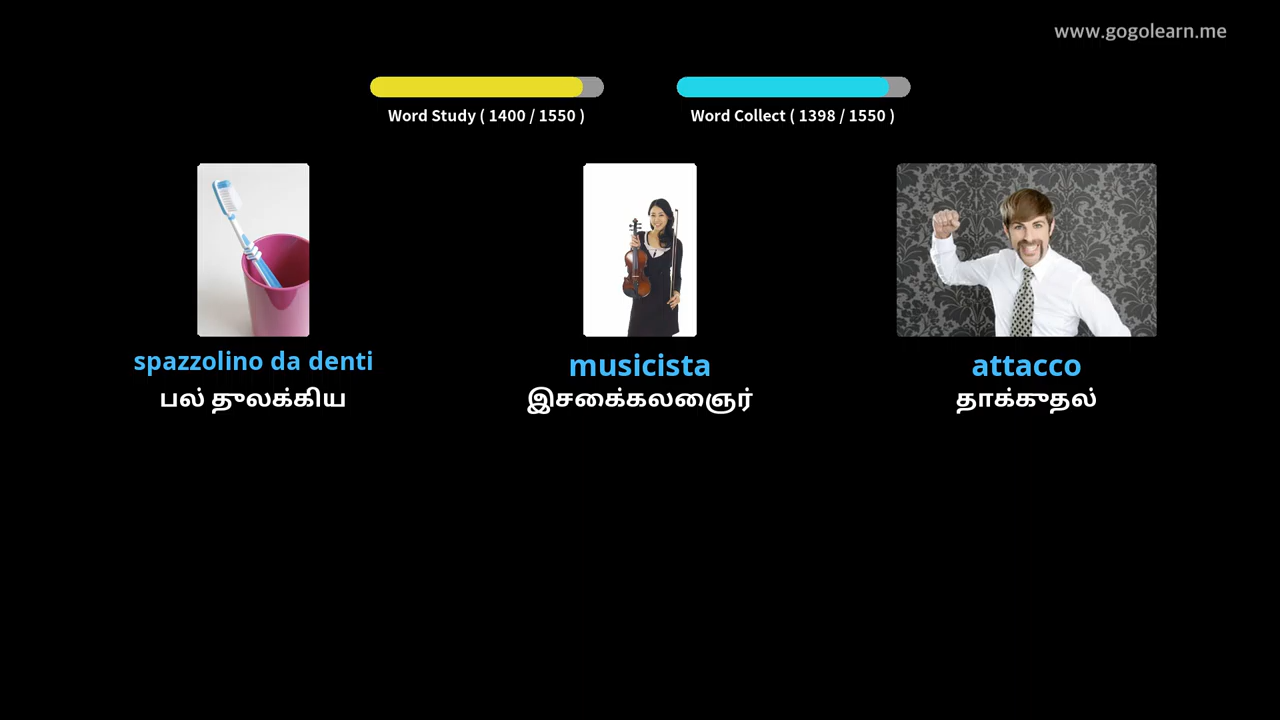 www.gogolearn.me
Word Study ( 1400 / 1550 )
Word Collect ( 1398 / 1550 )
spazzolino da denti
musicista
attacco
பல் துலக்கிய
இசைக்கலைஞர்
தாக்குதல்